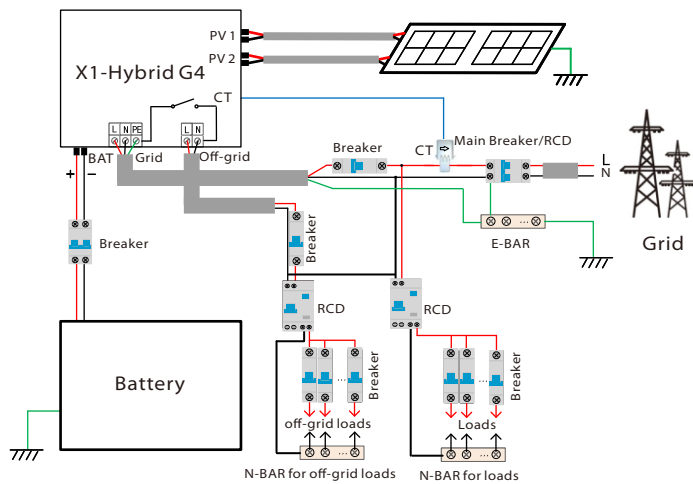 PV 1
PV 2
X1-Hybrid G4
CT
L N PE
L N
BAT
Grid
Off-grid
+
−
Breaker
CT
Main Breaker/RCD
L
N
Grid
E-BAR
Breaker
Breaker
RCD
RCD
Battery
Breaker
Breaker
off-grid loads
Loads
N-BAR for off-grid loads
N-BAR for loads